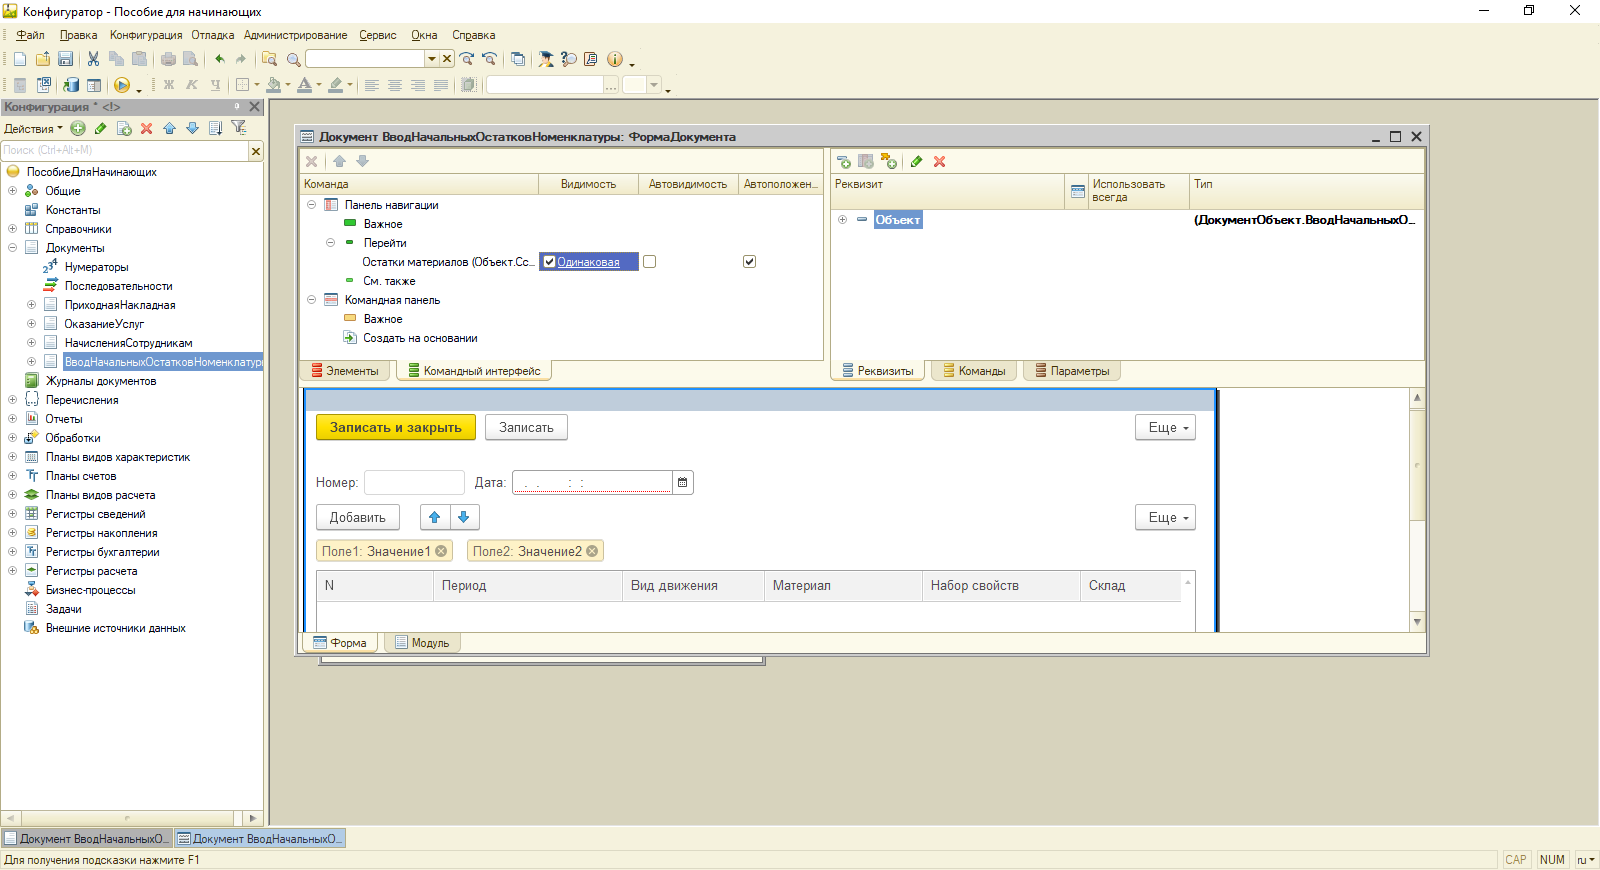 Конфигуратор - Пособие для начинающих
Файл Правка Конфигурация Отладка Администрирование Сервис Окна Справка
Ж К Ч
Конфигурация * <!>
Действия
Поиск (Ctrl+Alt+M)
ПособиеДляНачинающих
Общие
Константы
Справочники
Документы
Нумераторы
Последовательности
ПриходнаяНакладная
ОказаниеУслуг
НачисленияСотрудникам
ВводНачальныхОстатковНоменклатуры
Журналы документов
Перечисления
Отчеты
Обработки
Планы видов характеристик
Планы счетов
Планы видов расчета
Регистры сведений
Регистры накопления
Регистры бухгалтерии
Регистры расчета
Бизнес-процессы
Задачи
Внешние источники данных
Документ ВводНачальныхОстатковНоменклатуры: ФормаДокумента
Команда Видимость Автовидимость Автоположен...
Панель навигации
Важное
Перейти
Остатки материалов (Объект.Сс... Одинаковая
См. также
Командная панель
Важное
Создать на основании
Элементы Командный интерфейс
Реквизит Использовать всегда Тип
Объект (ДокументОбъект.ВводНачальныхО...
Реквизиты Команды Параметры
Записать и закрыть Записать Еще
Номер: Дата: . . : :
Добавить Еще
Поле1: Значение1 Поле2: Значение2
N Период Вид движения Материал Набор свойств Склад
Форма Модуль
Документ ВводНачальныхО... Документ ВводНачальныхО...
Для получения подсказки нажмите F1 CAP NUM ru